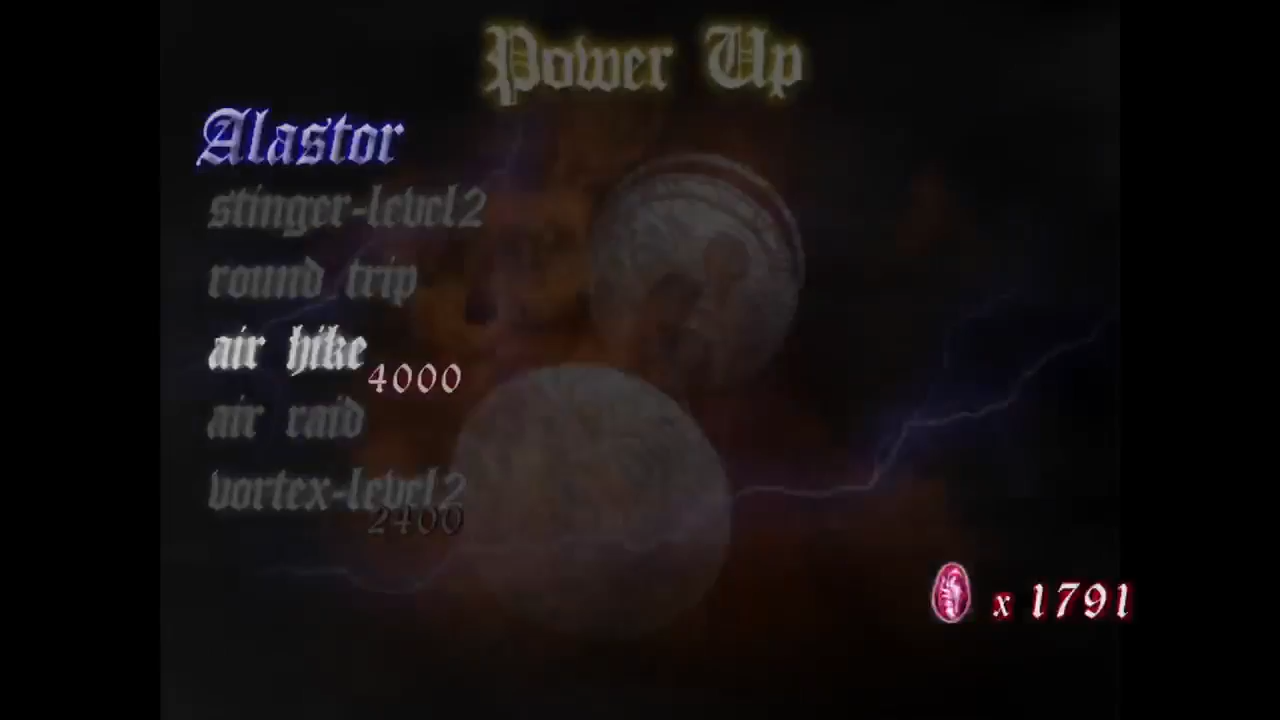 Power Up
Alastor
stinger-level2
round trip
air hike
4000
air raid
vortex-level2
2400
x 1791